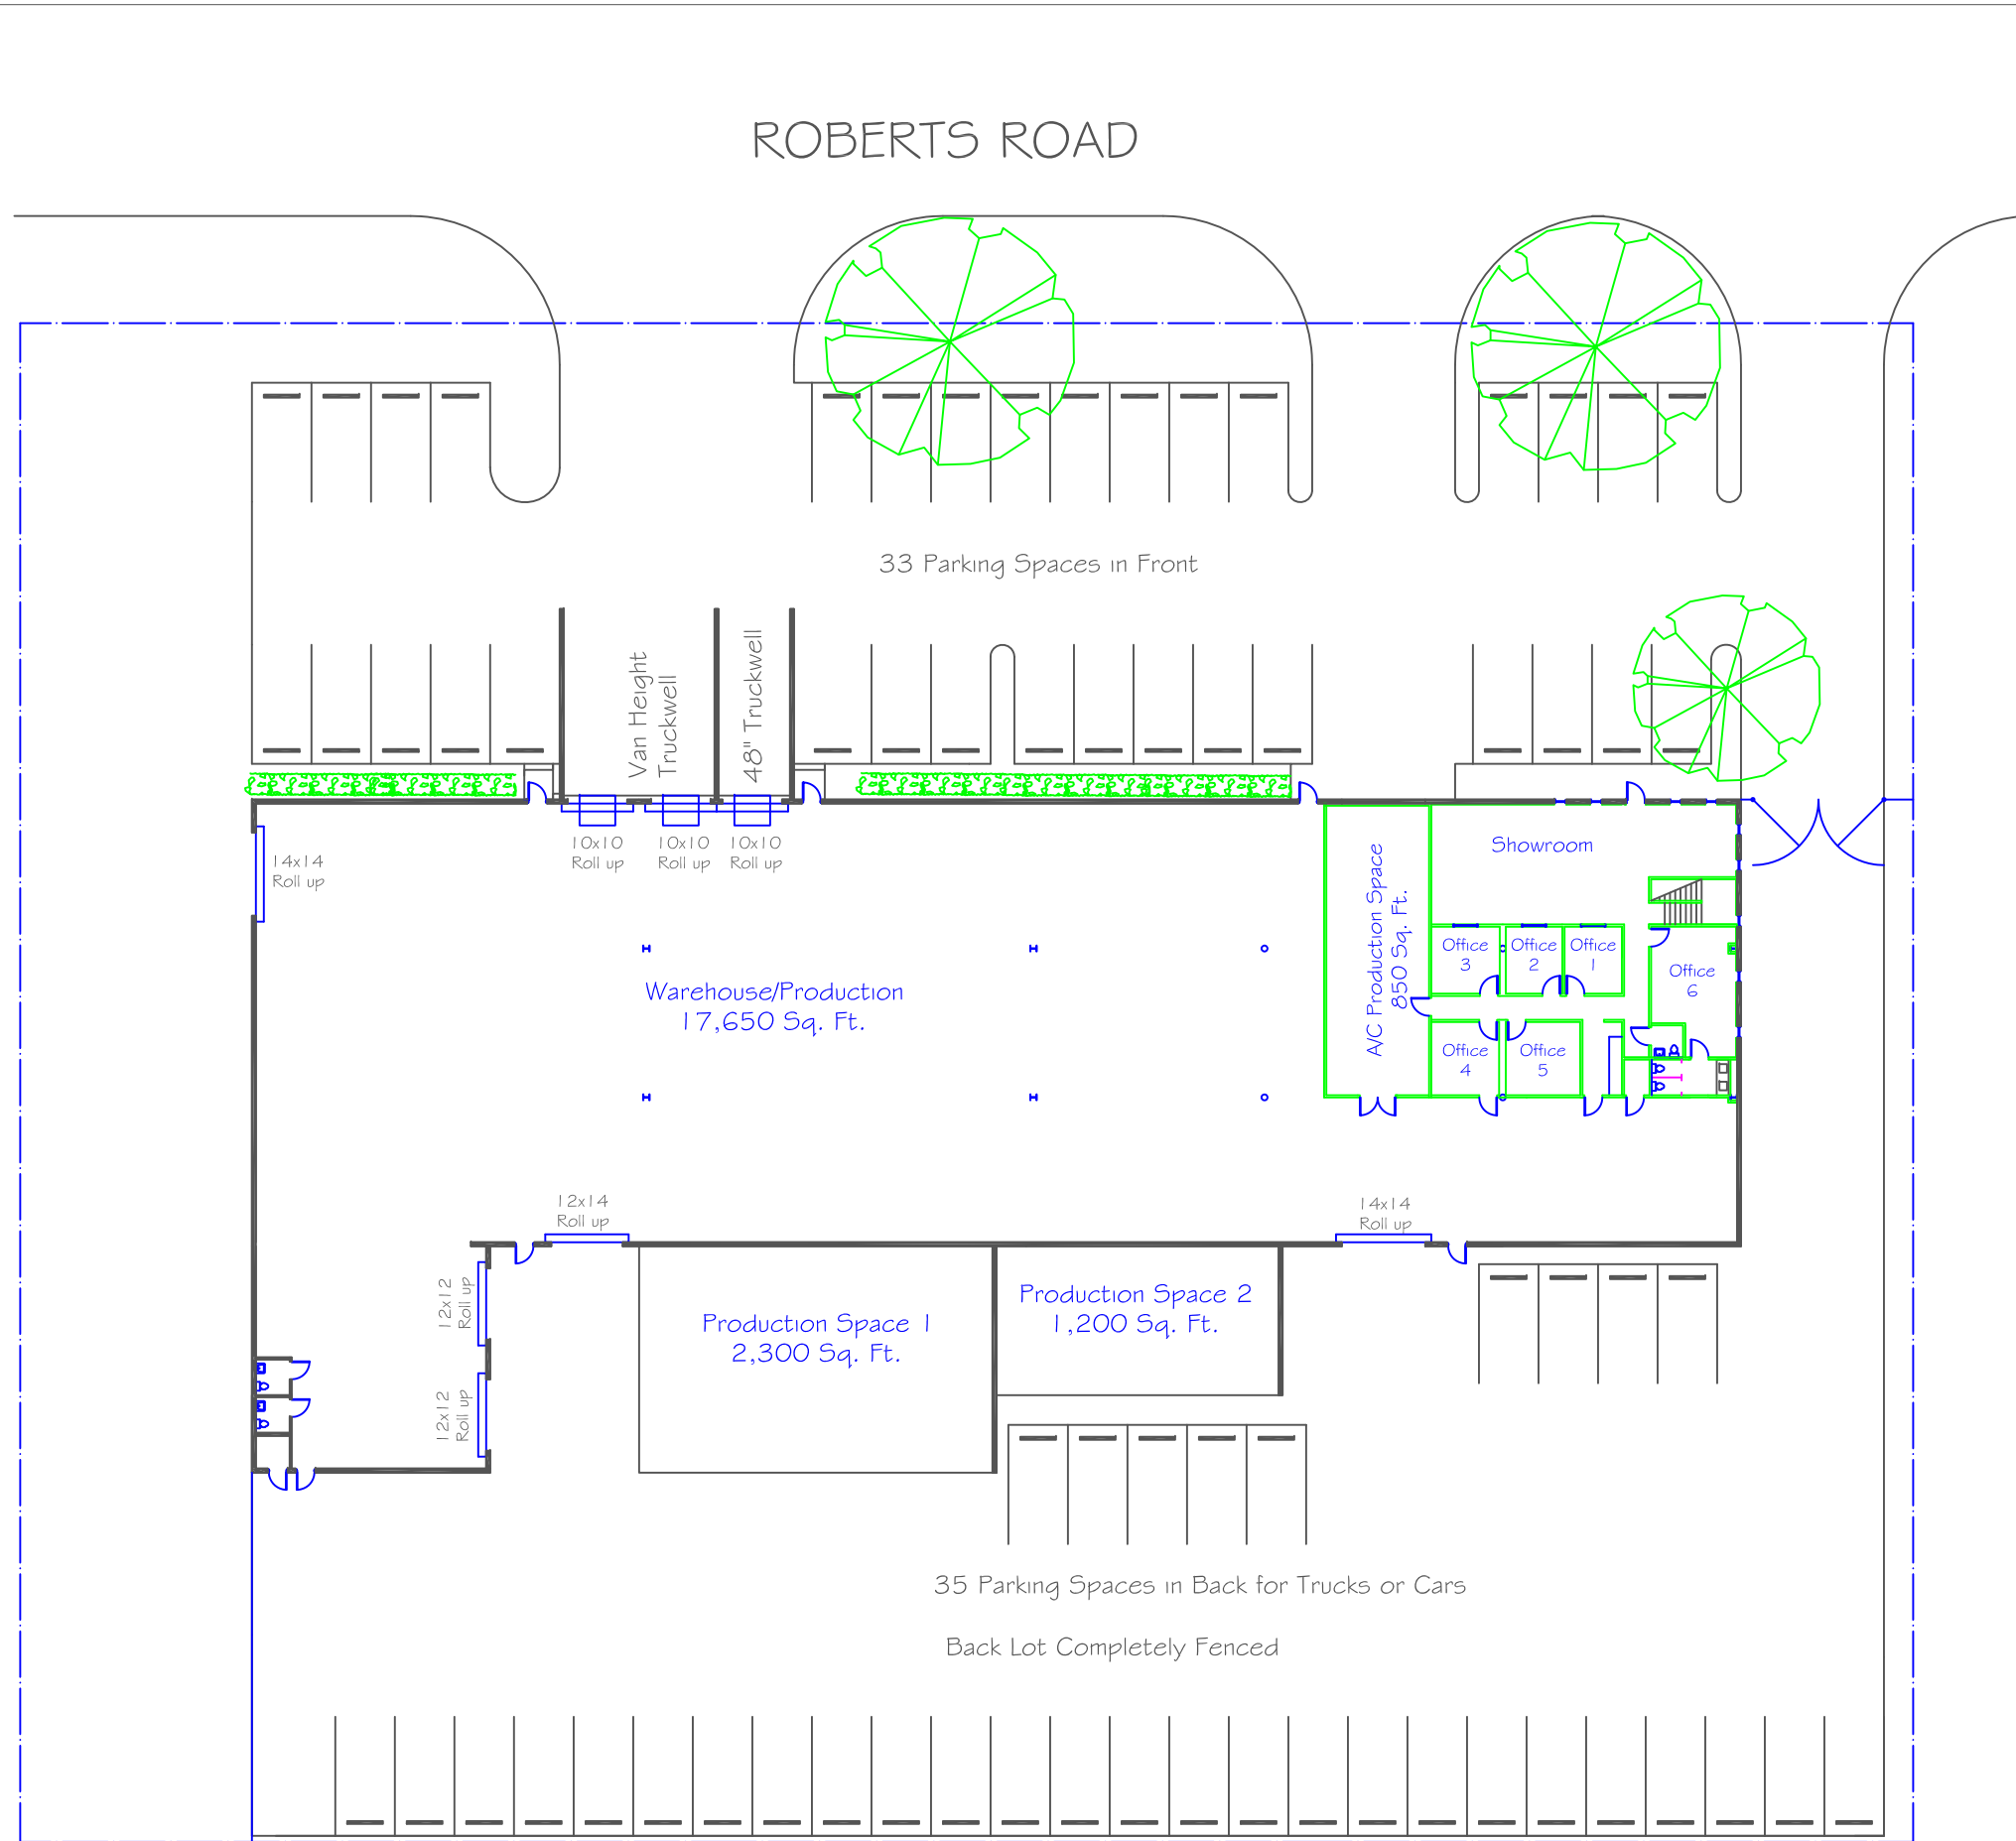 ROBERTS ROAD
33 Parking Spaces in Front
Van Height
Truckwell
48" Truckwell
10x10
Roll up
10x10
Roll up
10x10
Roll up
14x14
Roll up
Showroom
A/C Production Space
850 Sq. Ft.
Office
3
Office
2
Office
1
Office
6
Warehouse/Production
17,650 Sq. Ft.
Office
4
Office
5
12x14
Roll up
14x14
Roll up
12x12
Roll up
Production Space 1
2,300 Sq. Ft.
Production Space 2
1,200 Sq. Ft.
12x12
Roll up
35 Parking Spaces in Back for Trucks or Cars
Back Lot Completely Fenced